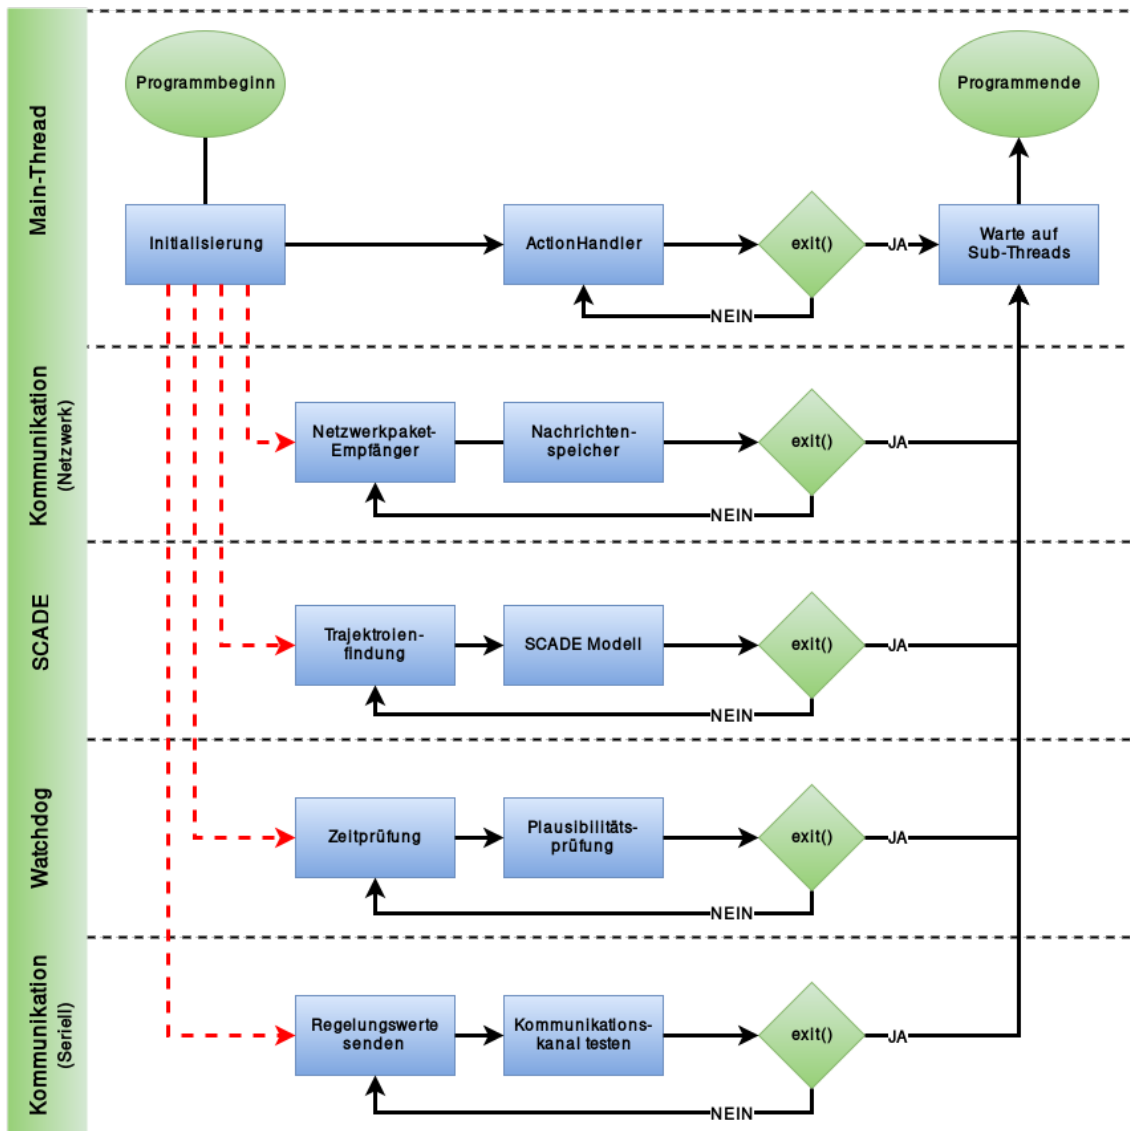 Main-Thread
Programmbeginn
Programmende
Initialisierung
ActionHandler
exit()
JA
Warte auf
Sub-Threads
NEIN
Kommunikation
(Netzwerk)
Netzwerkpaket-
Empfänger
Nachrichten-
speicher
exit()
JA
NEIN
SCADE
Trajektroien-
findung
SCADE Modell
exit()
JA
NEIN
Watchdog
Zeitprüfung
Plausibilitäts-
prüfung
exit()
JA
NEIN
Kommunikation
(Seriell)
Regelungswerte
senden
Kommunikations-
kanal testen
exit()
JA
NEIN